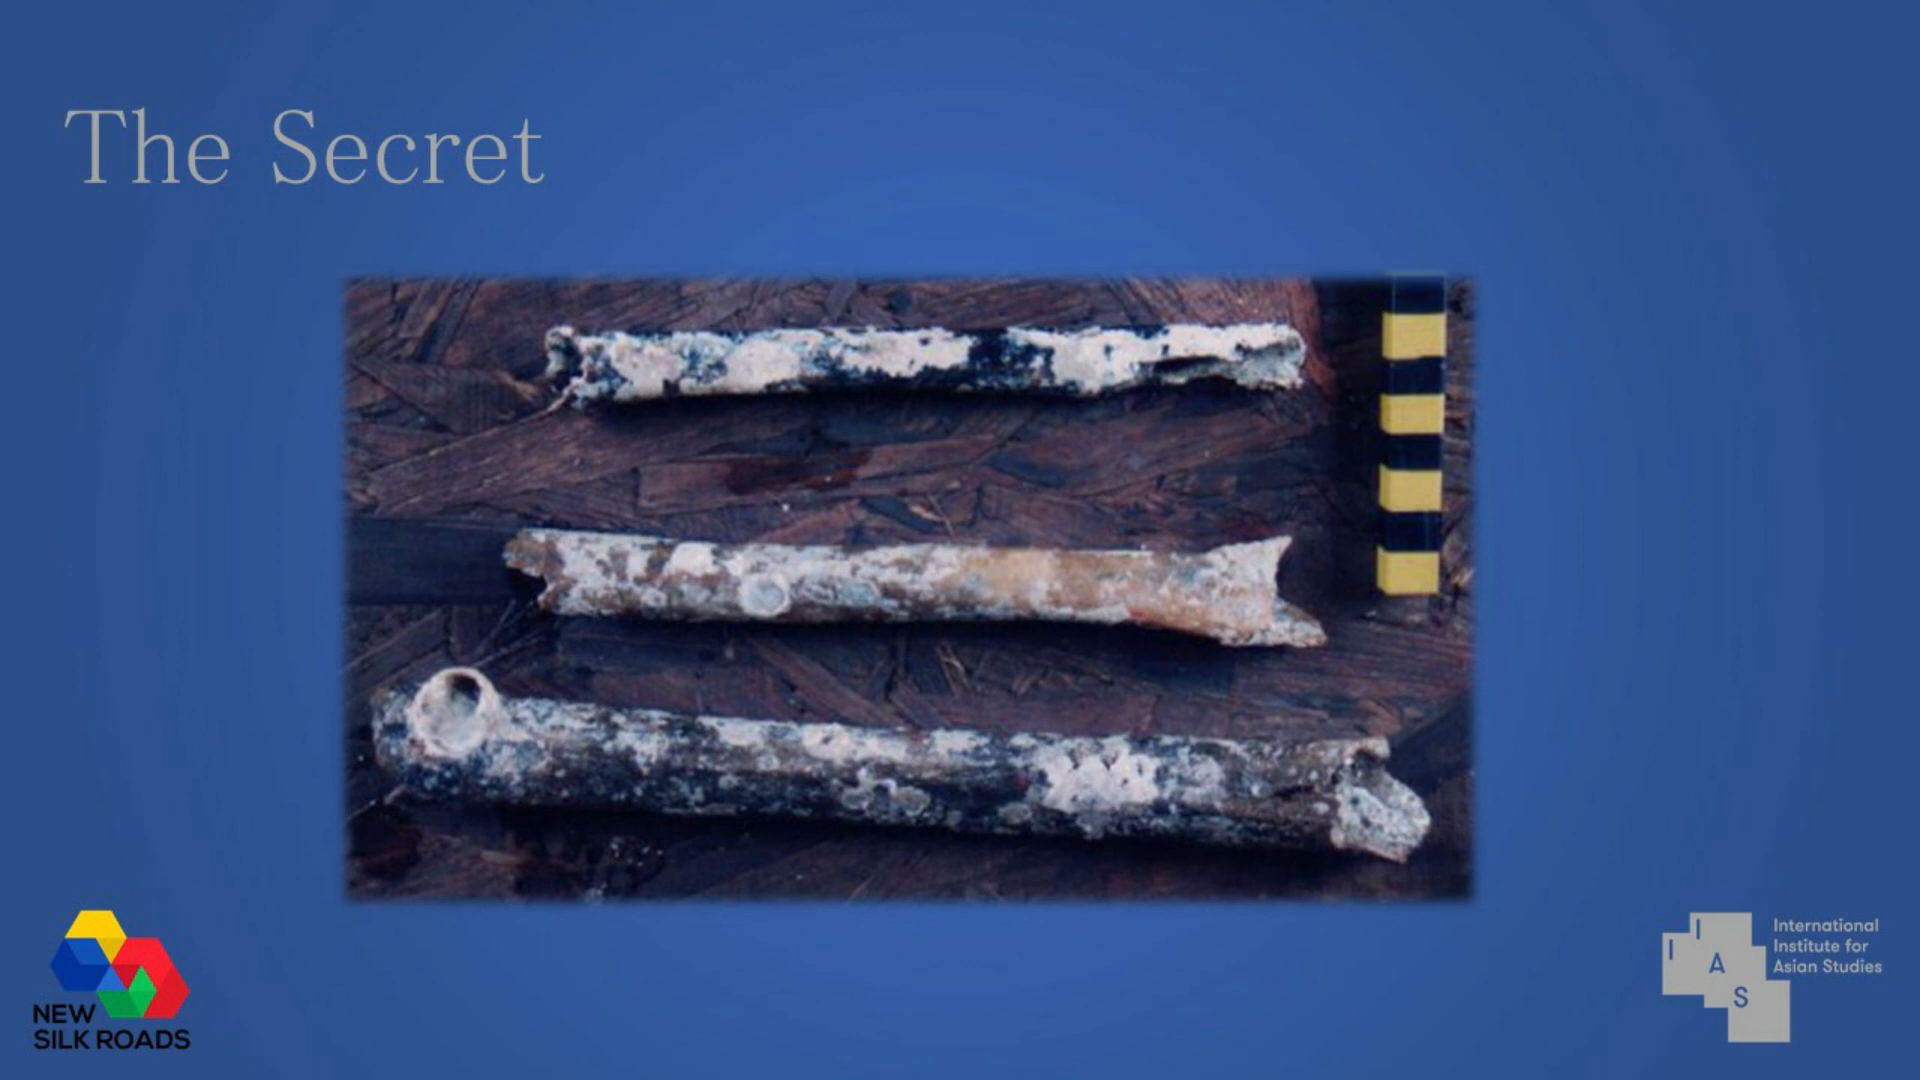 The Secret
NEW
SILK ROADS
I
I
A
S
International
Institute for
Asian Studies